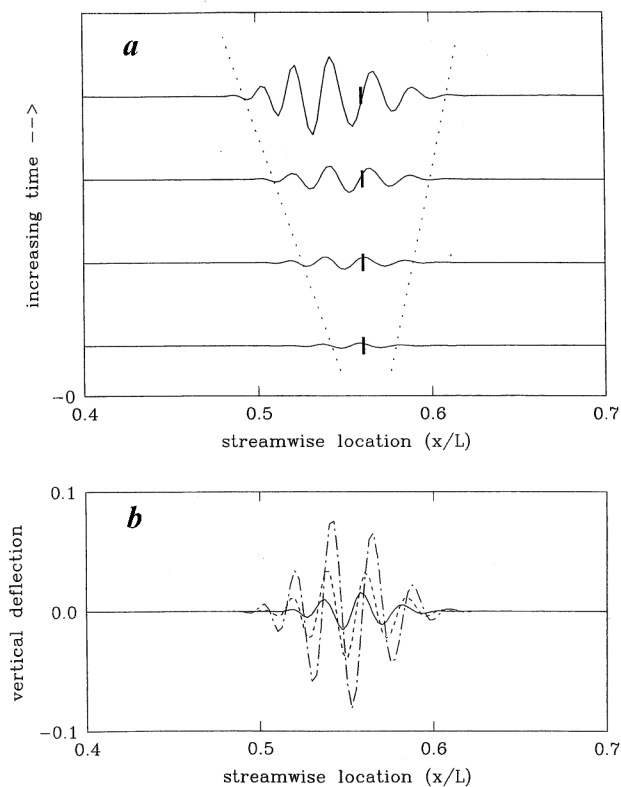 a
increasing time -->
-0
0.4 0.5 0.6 0.7
streamwise location (x/L)
b
vertical deflection
0.1
0.0
-0.1
0.4 0.5 0.6 0.7
streamwise location (x/L)